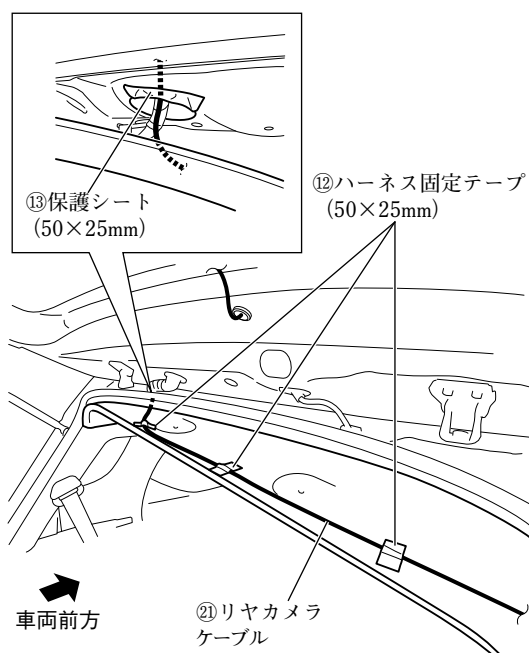 ⑬保護シート
(50×25mm)
⑫ハーネス固定テープ
(50×25mm)
車両前方
㉑リヤカメラ
ケーブル